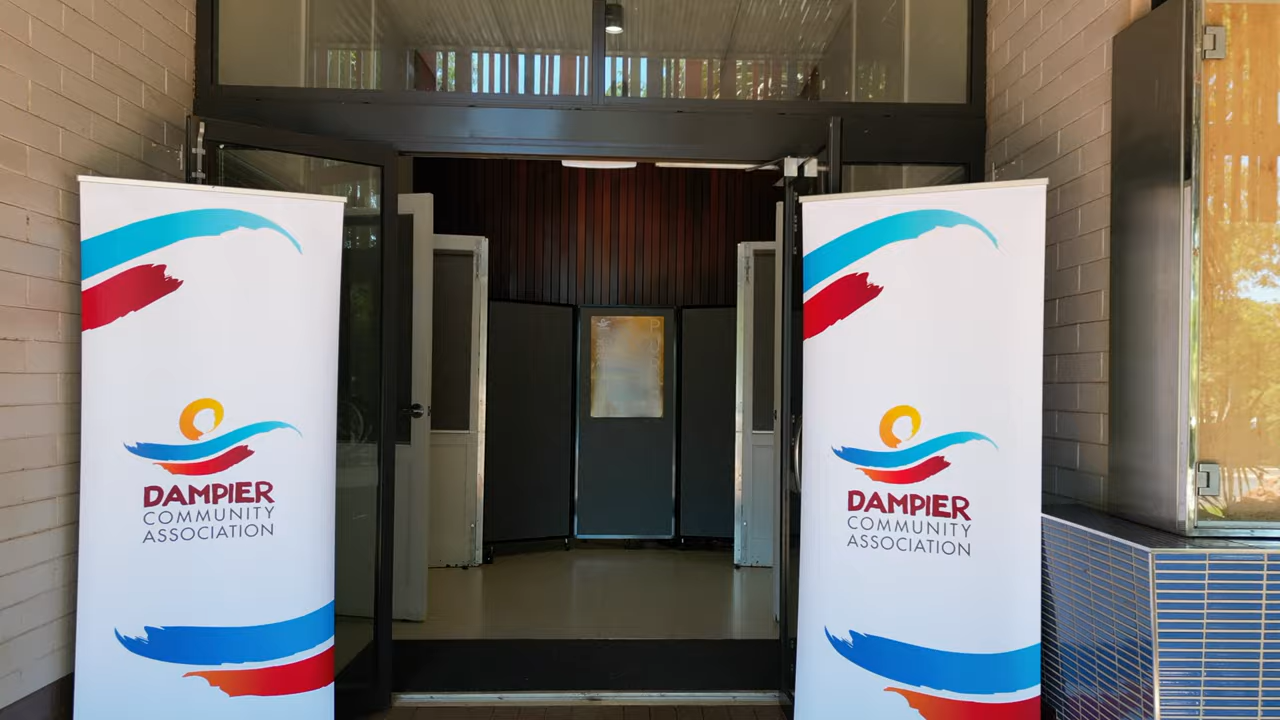 DAMPIER
COMMUNITY
ASSOCIATION
DAMPIER
COMMUNITY
ASSOCIATION